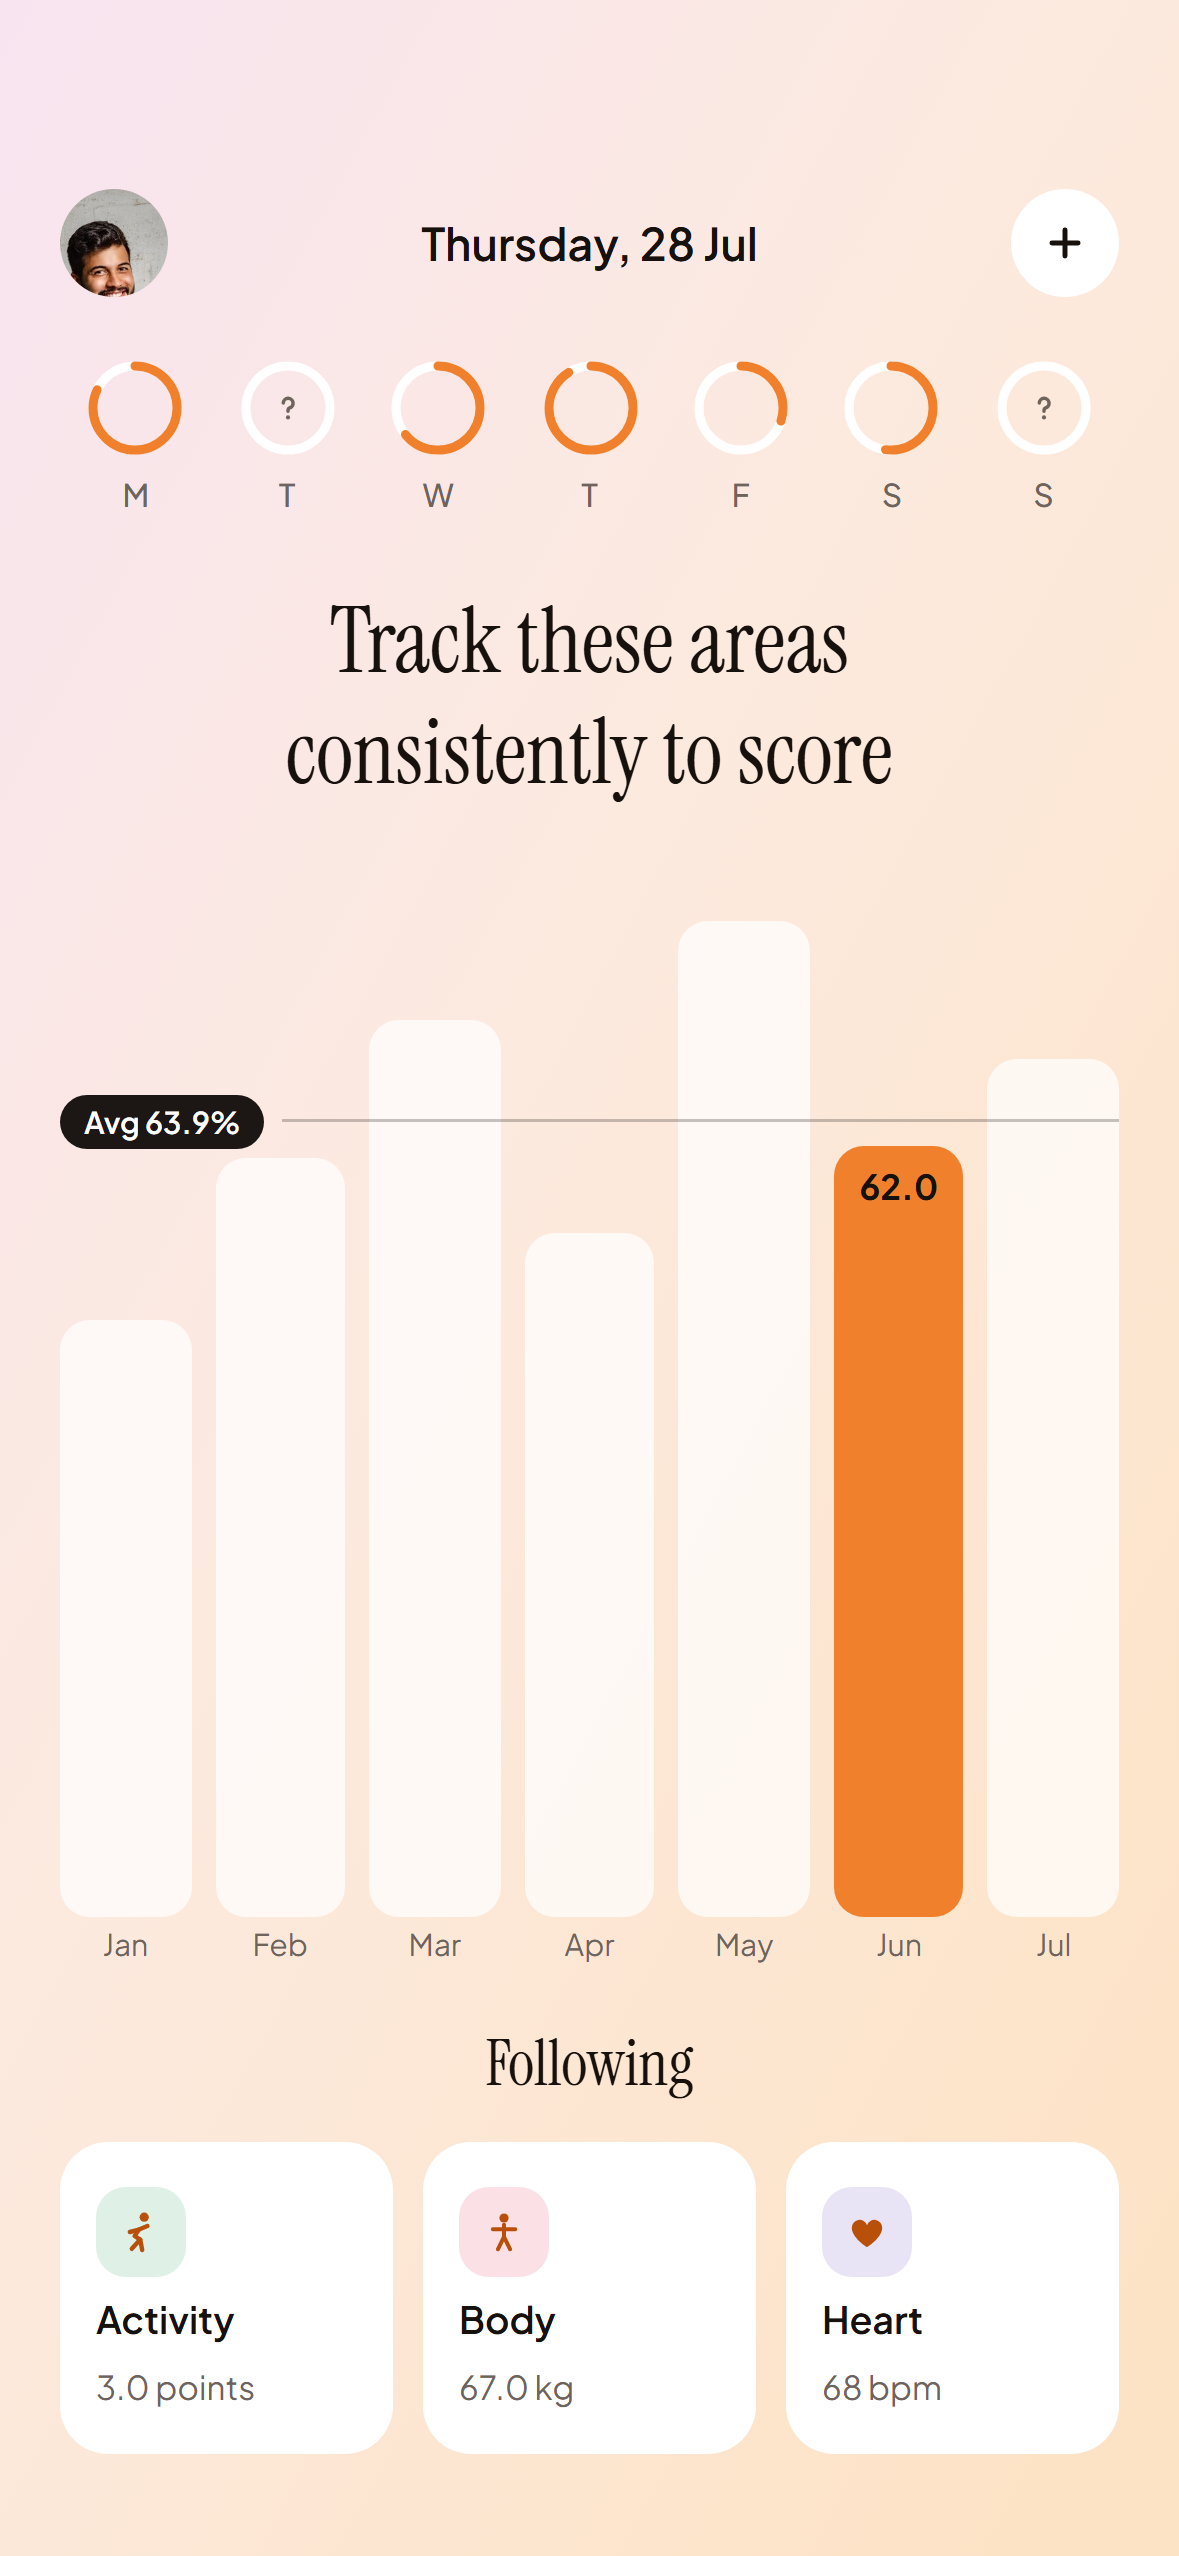 Thursday, 28 Jul
? ?
M T W T F S S
Track these areas
consistently to score
Avg 63.9%
62.0
Jan Feb Mar Apr May Jun Jul
Following
Activity
3.0 points
Body
67.0 kg
Heart
68 bpm